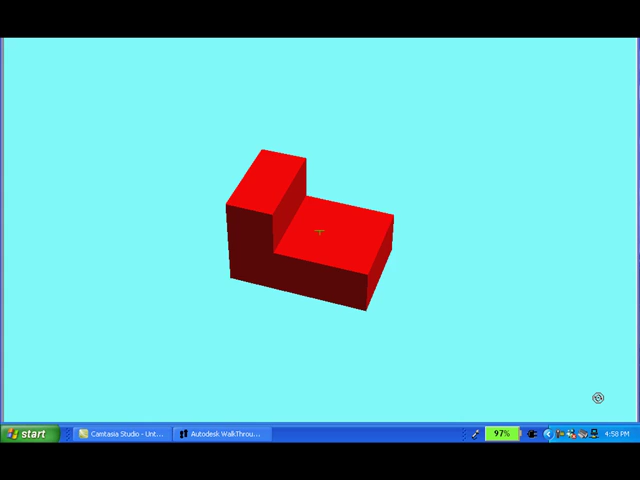 start
Camtasia Studio - Unt...
Autodesk WalkThrou...
97%
4:58 PM